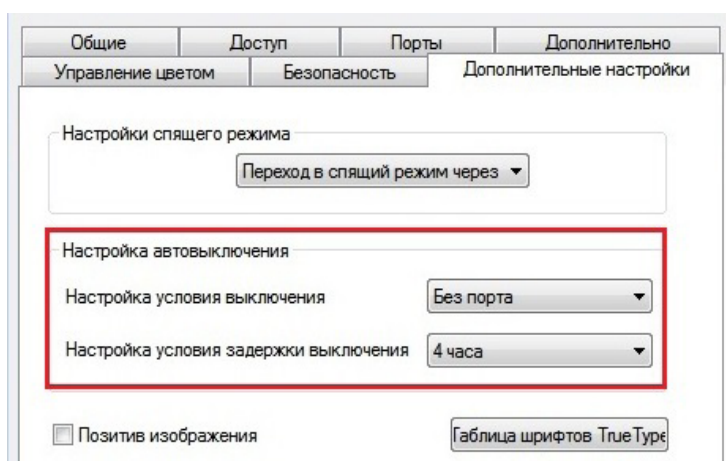 Общие Доступ Порты Дополнительно
Управление цветом Безопасность Дополнительные настройки
Настройки спящего режима
Переход в спящий режим через
Настройка автовыключения
Настройка условия выключения Без порта
Настройка условия задержки выключения 4 часа
Позитив изображения Таблица шрифтов TrueType